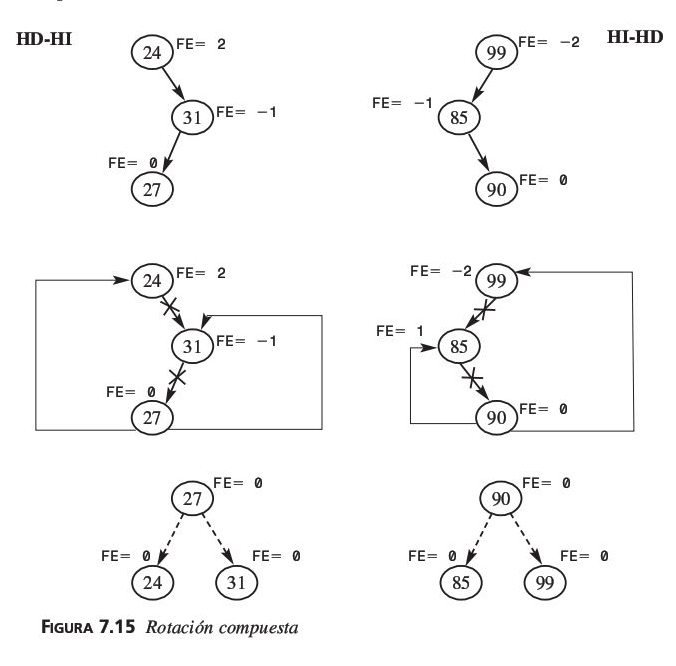 HD-HI
24 FE= 2
31 FE= -1
FE= 0
27
HI-HD
99 FE= -2
FE= -1
85
90 FE= 0
24 FE= 2
31 FE= -1
FE= 0
27
FE= -2 99
FE= 1
85
90 FE= 0
27 FE= 0
FE= 0 FE= 0
24 31
90 FE= 0
FE= 0 FE= 0
85 99
FIGURA 7.15 Rotación compuesta